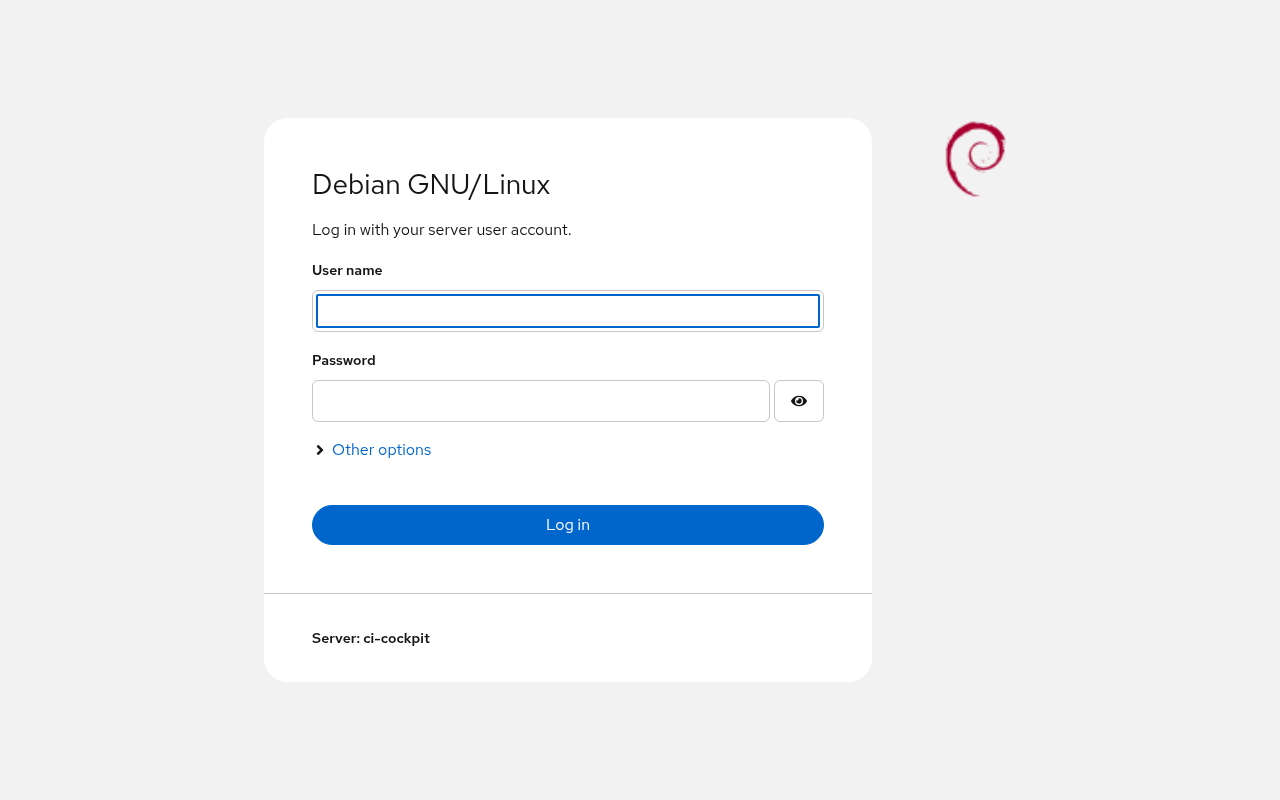 Debian GNU/Linux
Log in with your server user account.
User name
Password
Other options
Log in
Server: ci-cockpit